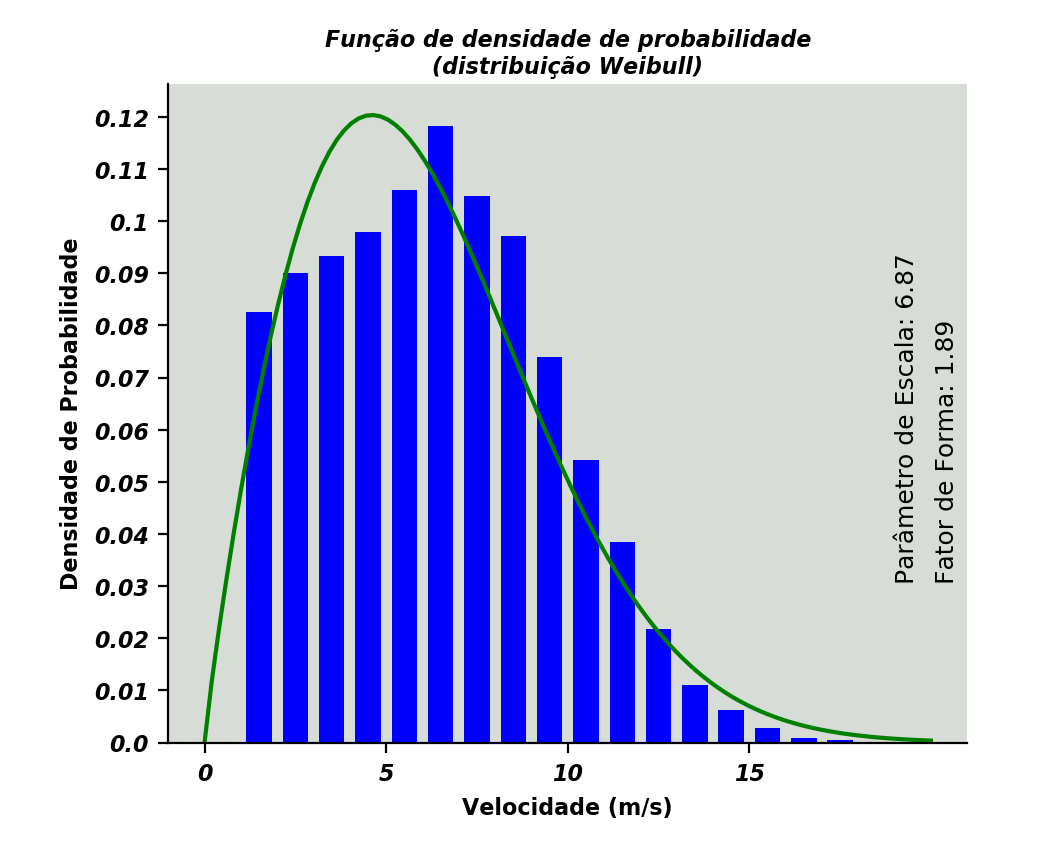 Função de densidade de probabilidade
(distribuição Weibull)
Densidade de Probabilidade
0.12
0.11
0.1
0.09
0.08
0.07
0.06
0.05
0.04
0.03
0.02
0.01
0.0
Parâmetro de Escala: 6.87
Fator de Forma: 1.89
0 5 10 15
Velocidade (m/s)